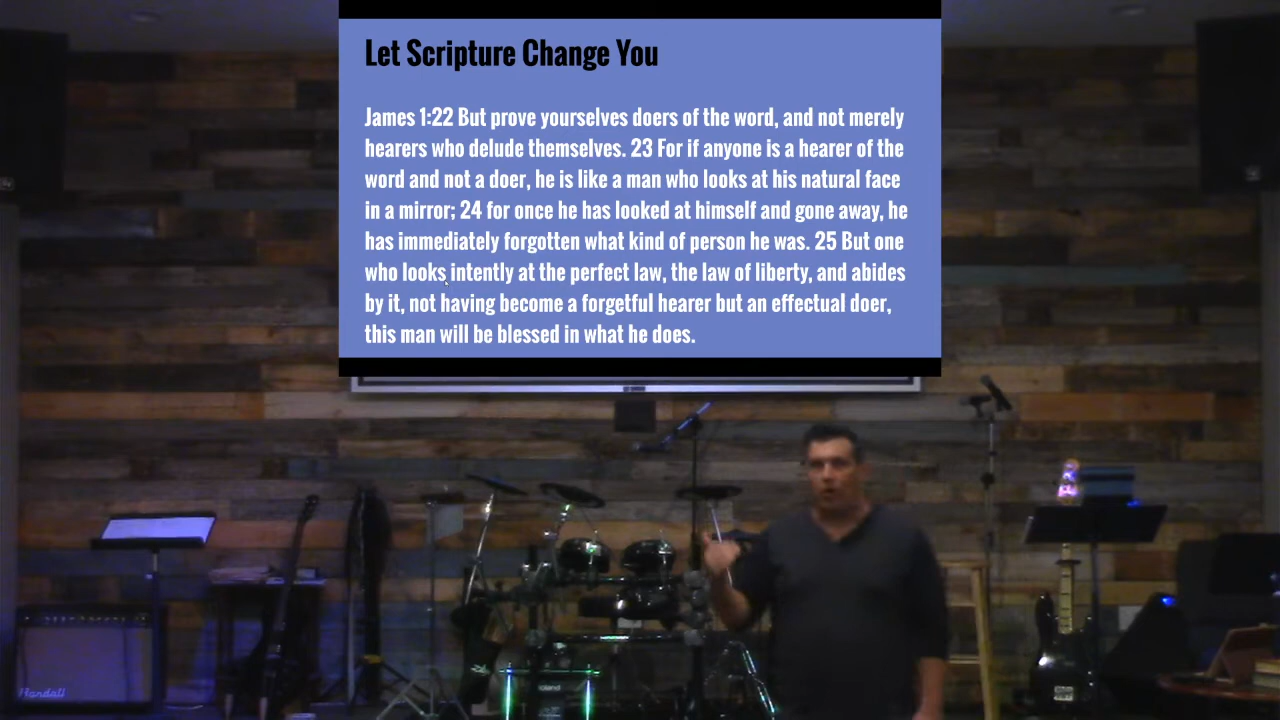 Let Scripture Change You
James 1:22 But prove yourselves doers of the word, and not merely
hearers who delude themselves. 23 For if anyone is a hearer of the
word and not a doer, he is like a man who looks at his natural face
in a mirror; 24 for once he has looked at himself and gone away, he
has immediately forgotten what kind of person he was. 25 But one
who looks intently at the perfect law, the law of liberty, and abides
by it, not having become a forgetful hearer but an effectual doer,
this man will be blessed in what he does.
Randall
Roland